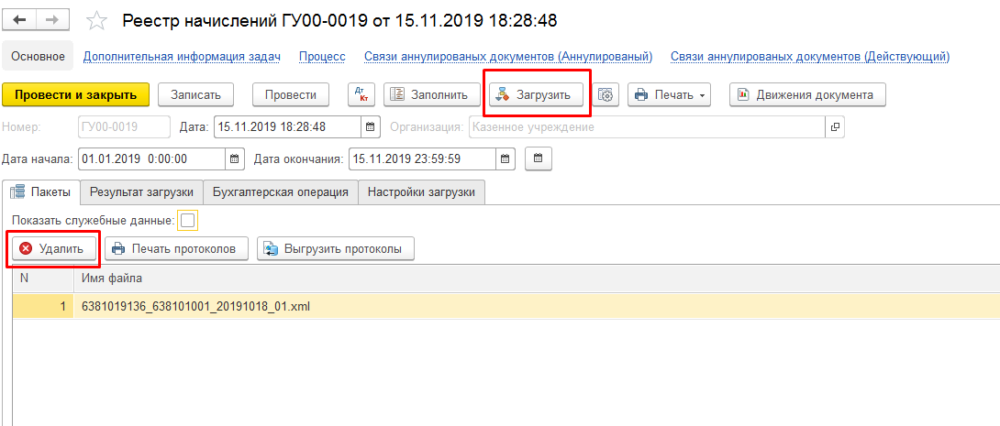 Реестр начислений ГУ00-0019 от 15.11.2019 18:28:48
Основное Дополнительная информация задач Процесс Связи аннулированых документов (Аннулированый) Связи аннулированых документов (Действующий)
Провести и закрыть Записать Провести Дт Кт Заполнить Загрузить Печать Движения документа
Номер: ГУ00-0019 Дата: 15.11.2019 18:28:48 Организация: Казенное учреждение
Дата начала: 01.01.2019 0:00:00 Дата окончания: 15.11.2019 23:59:59
Пакеты Результат загрузки Бухгалтерская операция Настройки загрузки
Показать служебные данные:
Удалить Печать протоколов Выгрузить протоколы
N Имя файла
1 6381019136_638101001_20191018_01.xml